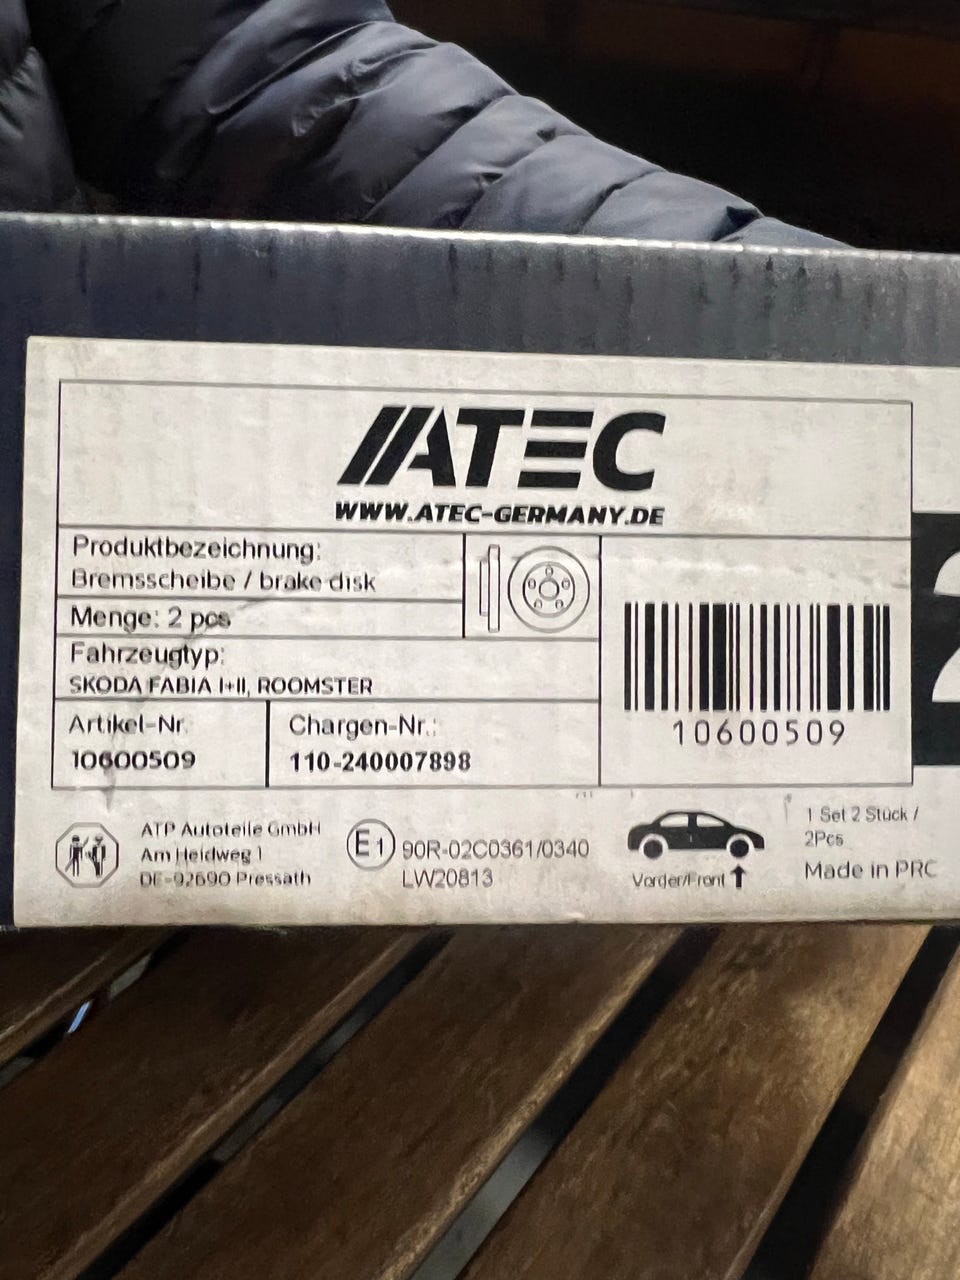 ATEC
WWW.ATEC-GERMANY.DE
Produktbezeichnung:
Bremsscheibe / brake disk
Menge: 2 pcs
Fahrzeugtyp:
SKODA FABIA I+II, ROOMSTER
Artikel-Nr.
10600509
Chargen-Nr.:
110-240007898
10600509
2
ATP Autoteile GmbH
Am Heidweg 1
DE-92690 Pressath
E1 90R-02C0361/0340
LW20813
Vorder/Front
1 Set 2 Stück /
2Pcs
Made in PRC